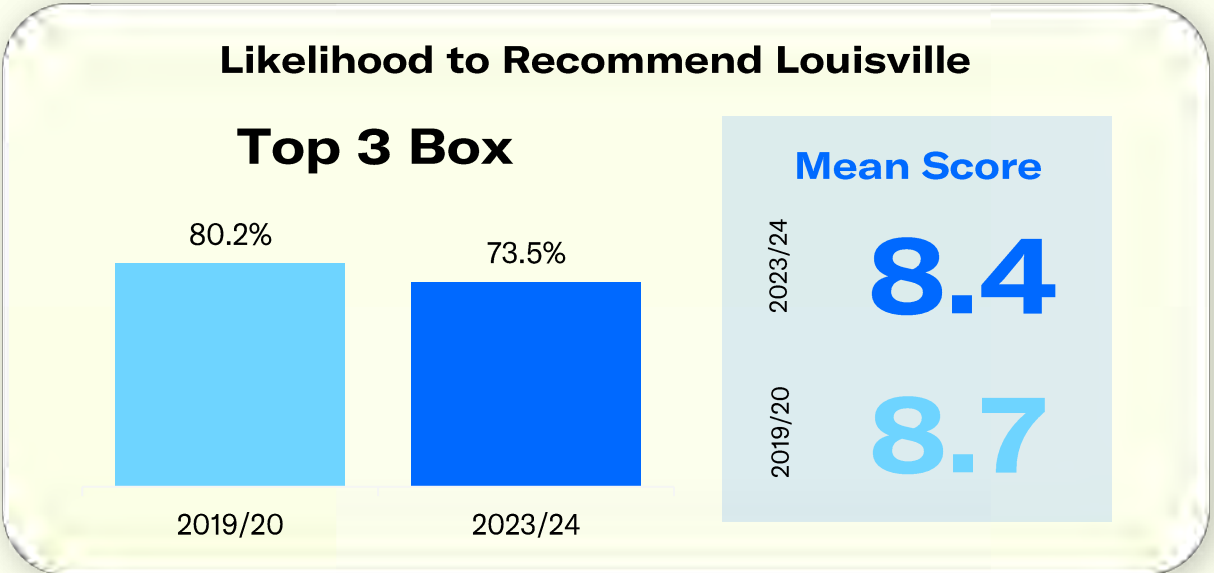 Likelihood to Recommend Louisville
Top 3 Box
80.2%
73.5%
2019/20
2023/24
Mean Score
2023/24
8.4
2019/20
8.7